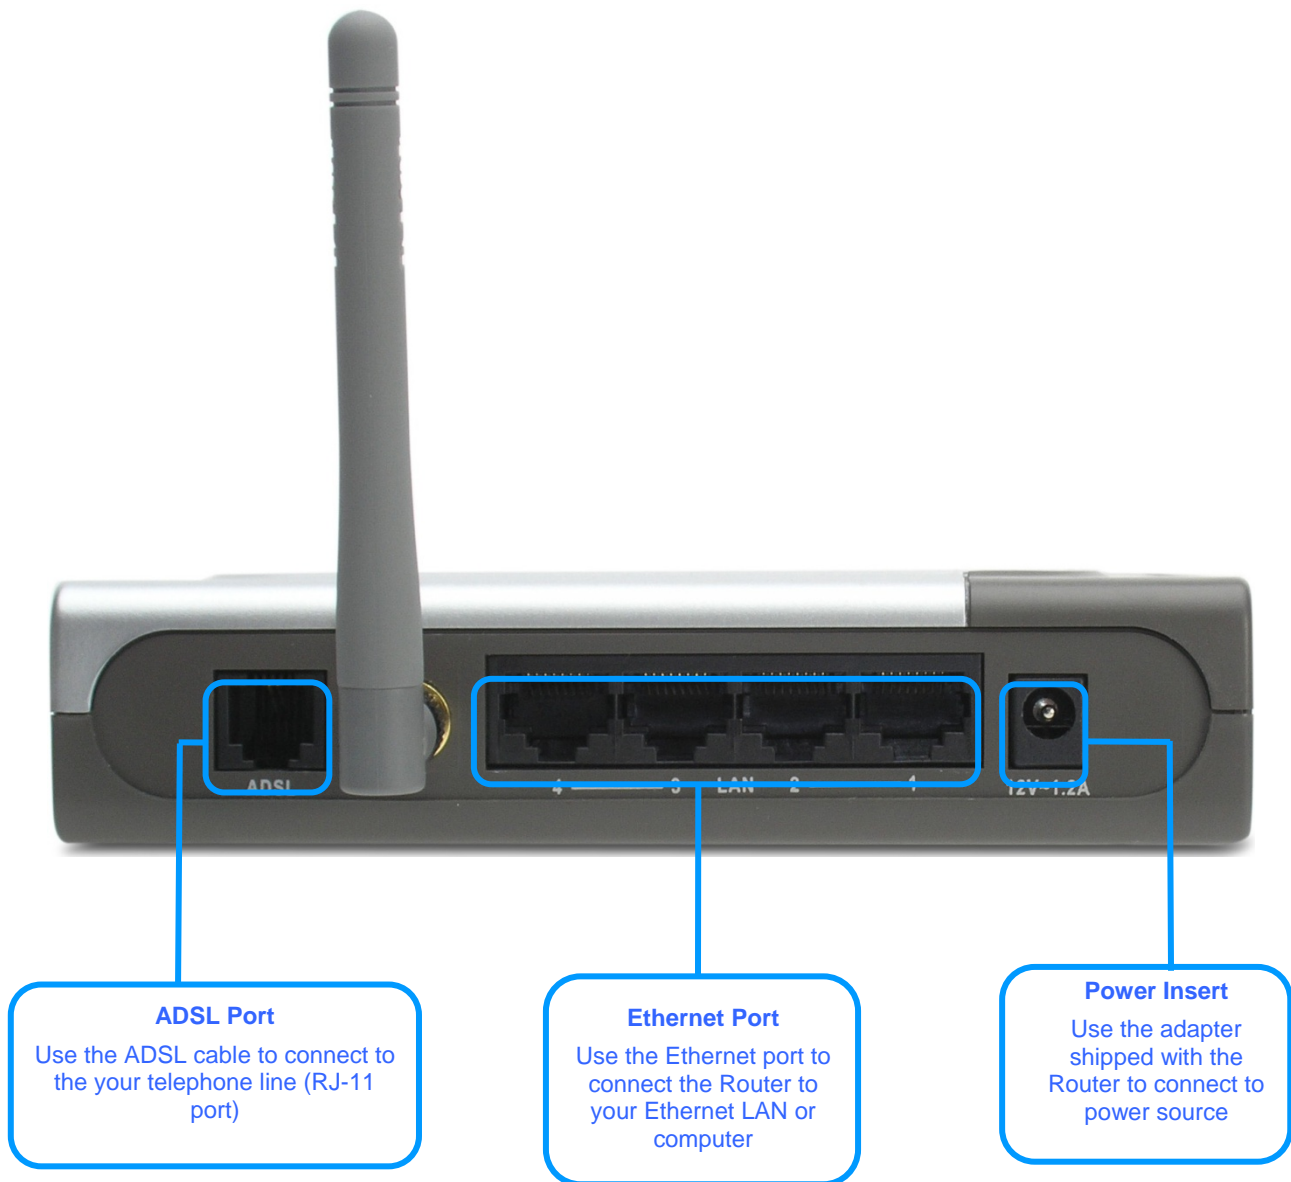 ADSL
4 3 LAN 2 1
12V~1.2A
ADSL Port
Use the ADSL cable to connect to
the your telephone line (RJ-11
port)
Ethernet Port
Use the Ethernet port to
connect the Router to
your Ethernet LAN or
computer
Power Insert
Use the adapter
shipped with the
Router to connect to
power source